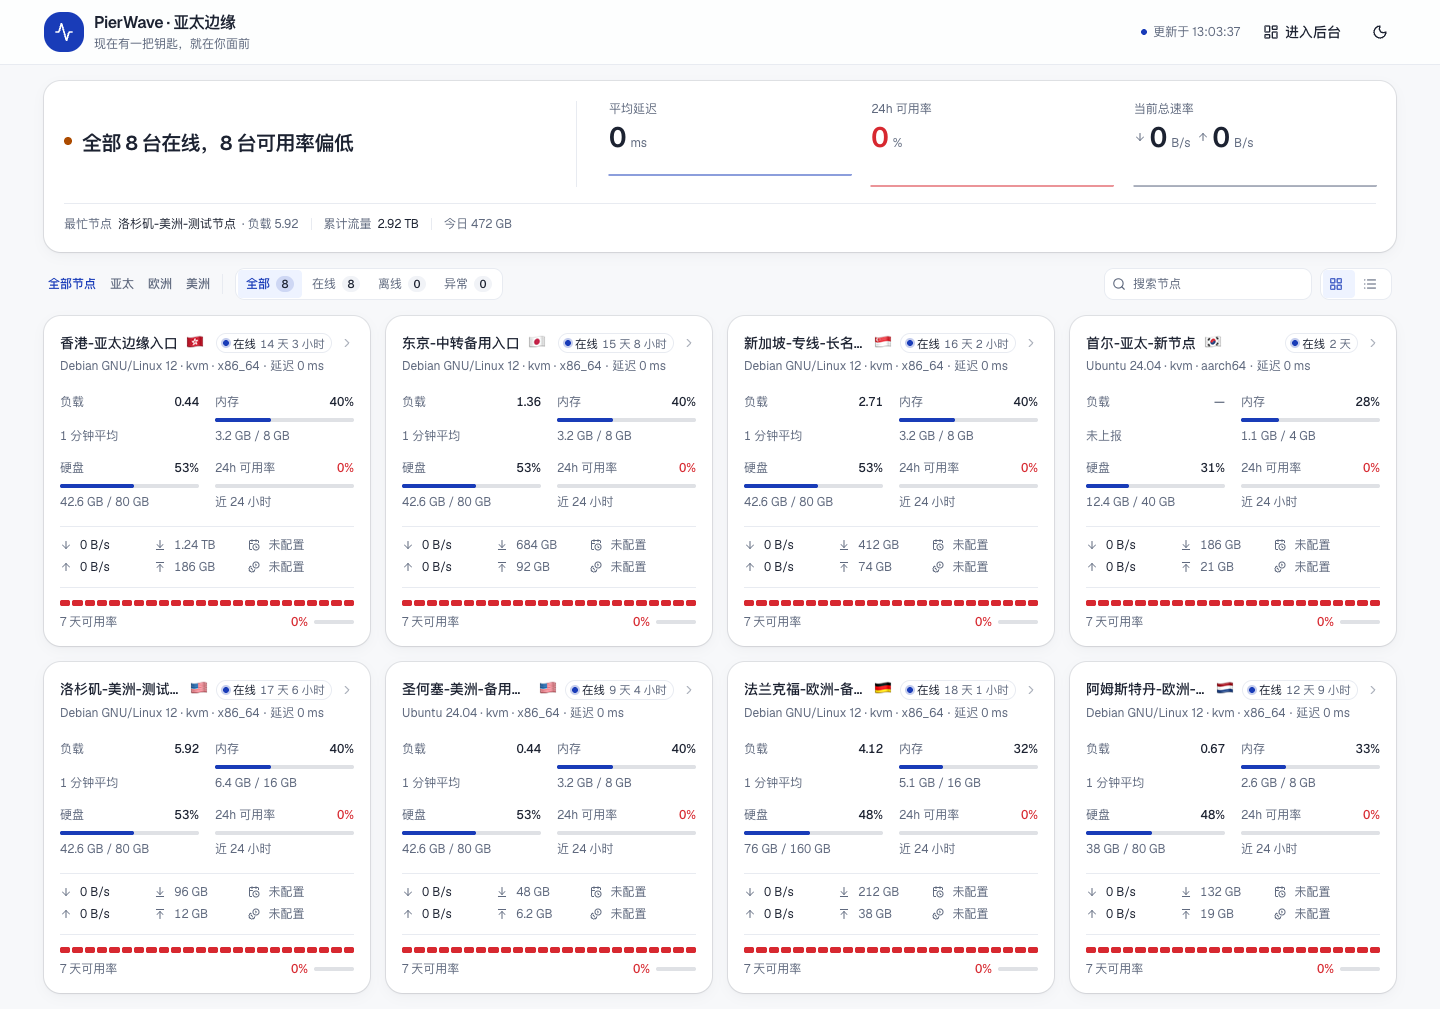 PierWave · 亚太边缘
现在有一把钥匙，就在你面前
更新于 13:03:37
进入后台
全部 8 台在线，8 台可用率偏低
平均延迟
0 ms
24h 可用率
0 %
当前总速率
↓ 0 B/s ↑ 0 B/s
最忙节点 洛杉矶-美洲-测试节点 · 负载 5.92
累计流量 2.92 TB
今日 472 GB
全部节点 亚太 欧洲 美洲
全部 8 在线 8 离线 0 异常 0
搜索节点
香港-亚太边缘入口 🇭🇰 在线 14 天 3 小时
Debian GNU/Linux 12 · kvm · x86_64 · 延迟 0 ms
负载 0.44 内存 40%
1 分钟平均 3.2 GB / 8 GB
硬盘 53% 24h 可用率 0%
42.6 GB / 80 GB 近 24 小时
↓ 0 B/s 1.24 TB 未配置
↑ 0 B/s 186 GB 未配置
7 天可用率 0%
东京-中转备用入口 🇯🇵 在线 15 天 8 小时
Debian GNU/Linux 12 · kvm · x86_64 · 延迟 0 ms
负载 1.36 内存 40%
1 分钟平均 3.2 GB / 8 GB
硬盘 53% 24h 可用率 0%
42.6 GB / 80 GB 近 24 小时
↓ 0 B/s 684 GB 未配置
↑ 0 B/s 92 GB 未配置
7 天可用率 0%
新加坡-专线-长名... 🇸🇬 在线 16 天 2 小时
Debian GNU/Linux 12 · kvm · x86_64 · 延迟 0 ms
负载 2.71 内存 40%
1 分钟平均 3.2 GB / 8 GB
硬盘 53% 24h 可用率 0%
42.6 GB / 80 GB 近 24 小时
↓ 0 B/s 412 GB 未配置
↑ 0 B/s 74 GB 未配置
7 天可用率 0%
首尔-亚太-新节点 🇰🇷 在线 2 天
Ubuntu 24.04 · kvm · aarch64 · 延迟 0 ms
负载 — 内存 28%
未上报 1.1 GB / 4 GB
硬盘 31% 24h 可用率 0%
12.4 GB / 40 GB 近 24 小时
↓ 0 B/s 186 GB 未配置
↑ 0 B/s 21 GB 未配置
7 天可用率 0%
洛杉矶-美洲-测试... 🇺🇸 在线 17 天 6 小时
Debian GNU/Linux 12 · kvm · x86_64 · 延迟 0 ms
负载 5.92 内存 40%
1 分钟平均 6.4 GB / 16 GB
硬盘 53% 24h 可用率 0%
42.6 GB / 80 GB 近 24 小时
↓ 0 B/s 96 GB 未配置
↑ 0 B/s 12 GB 未配置
7 天可用率 0%
圣何塞-美洲-备用... 🇺🇸 在线 9 天 4 小时
Ubuntu 24.04 · kvm · x86_64 · 延迟 0 ms
负载 0.44 内存 40%
1 分钟平均 3.2 GB / 8 GB
硬盘 53% 24h 可用率 0%
42.6 GB / 80 GB 近 24 小时
↓ 0 B/s 48 GB 未配置
↑ 0 B/s 6.2 GB 未配置
7 天可用率 0%
法兰克福-欧洲-备... 🇩🇪 在线 18 天 1 小时
Debian GNU/Linux 12 · kvm · x86_64 · 延迟 0 ms
负载 4.12 内存 32%
1 分钟平均 5.1 GB / 16 GB
硬盘 48% 24h 可用率 0%
76 GB / 160 GB 近 24 小时
↓ 0 B/s 212 GB 未配置
↑ 0 B/s 38 GB 未配置
7 天可用率 0%
阿姆斯特丹-欧洲-... 🇳🇱 在线 12 天 9 小时
Debian GNU/Linux 12 · kvm · x86_64 · 延迟 0 ms
负载 0.67 内存 33%
1 分钟平均 2.6 GB / 8 GB
硬盘 48% 24h 可用率 0%
38 GB / 80 GB 近 24 小时
↓ 0 B/s 132 GB 未配置
↑ 0 B/s 19 GB 未配置
7 天可用率 0%